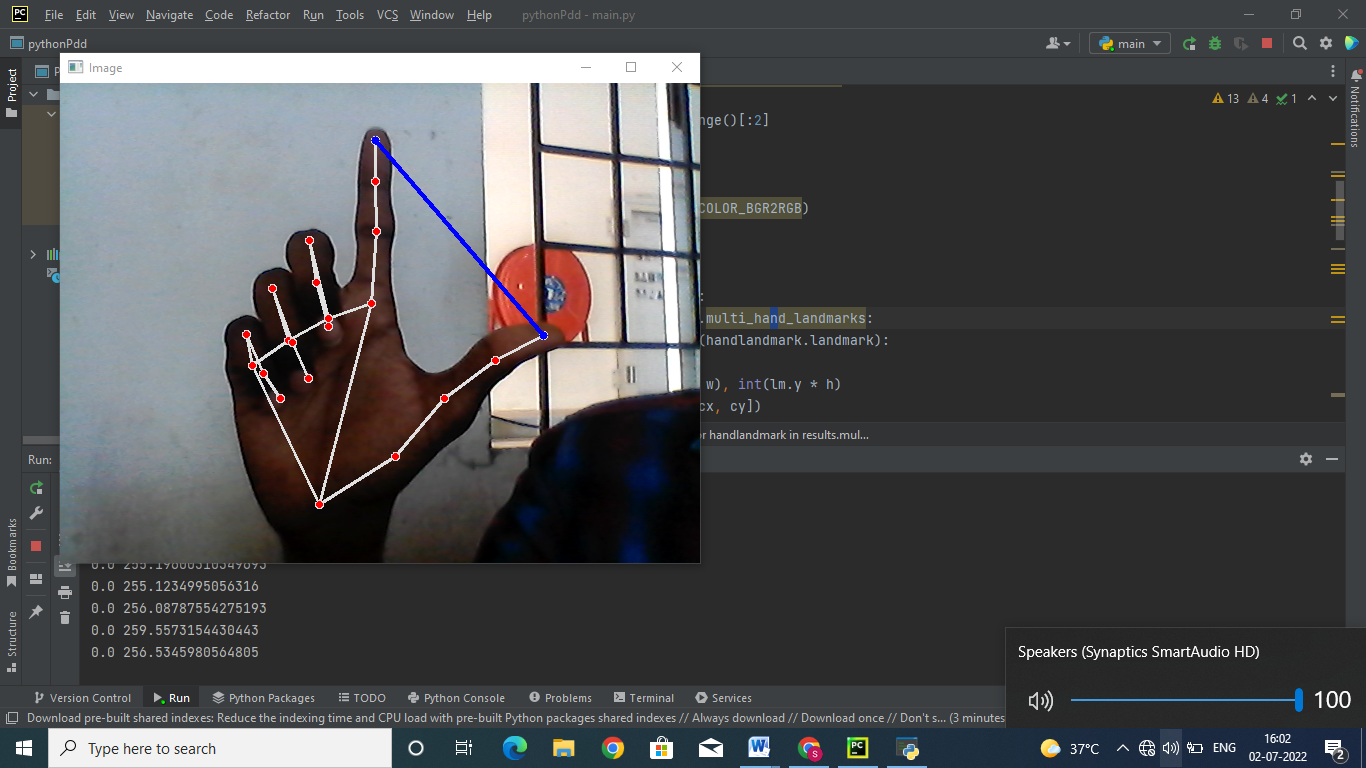 PC File Edit View Navigate Code Refactor Run Tools VCS Window Help pythonPdd - main.py
pythonPdd main
Image
Project
Notifications
13 4 1
nge()[:2]
COLOR_BGR2RGB)
:
.multi_hand_landmarks:
(handlandmark.landmark):
w), int(lm.y * h)
cx, cy])
or handlandmark in results.mul...
Run:
Bookmarks
Structure
0.0 255.1234995056316
0.0 256.08787554275193
0.0 259.5573154430443
0.0 256.5345980564805
Speakers (Synaptics SmartAudio HD)
100
Version Control Run Python Packages TODO Python Console Problems Terminal Services
Download pre-built shared indexes: Reduce the indexing time and CPU load with pre-built Python packages shared indexes // Always download // Download once // Don't s... (3 minutes
Type here to search
37°C ENG 16:02
02-07-2022
2